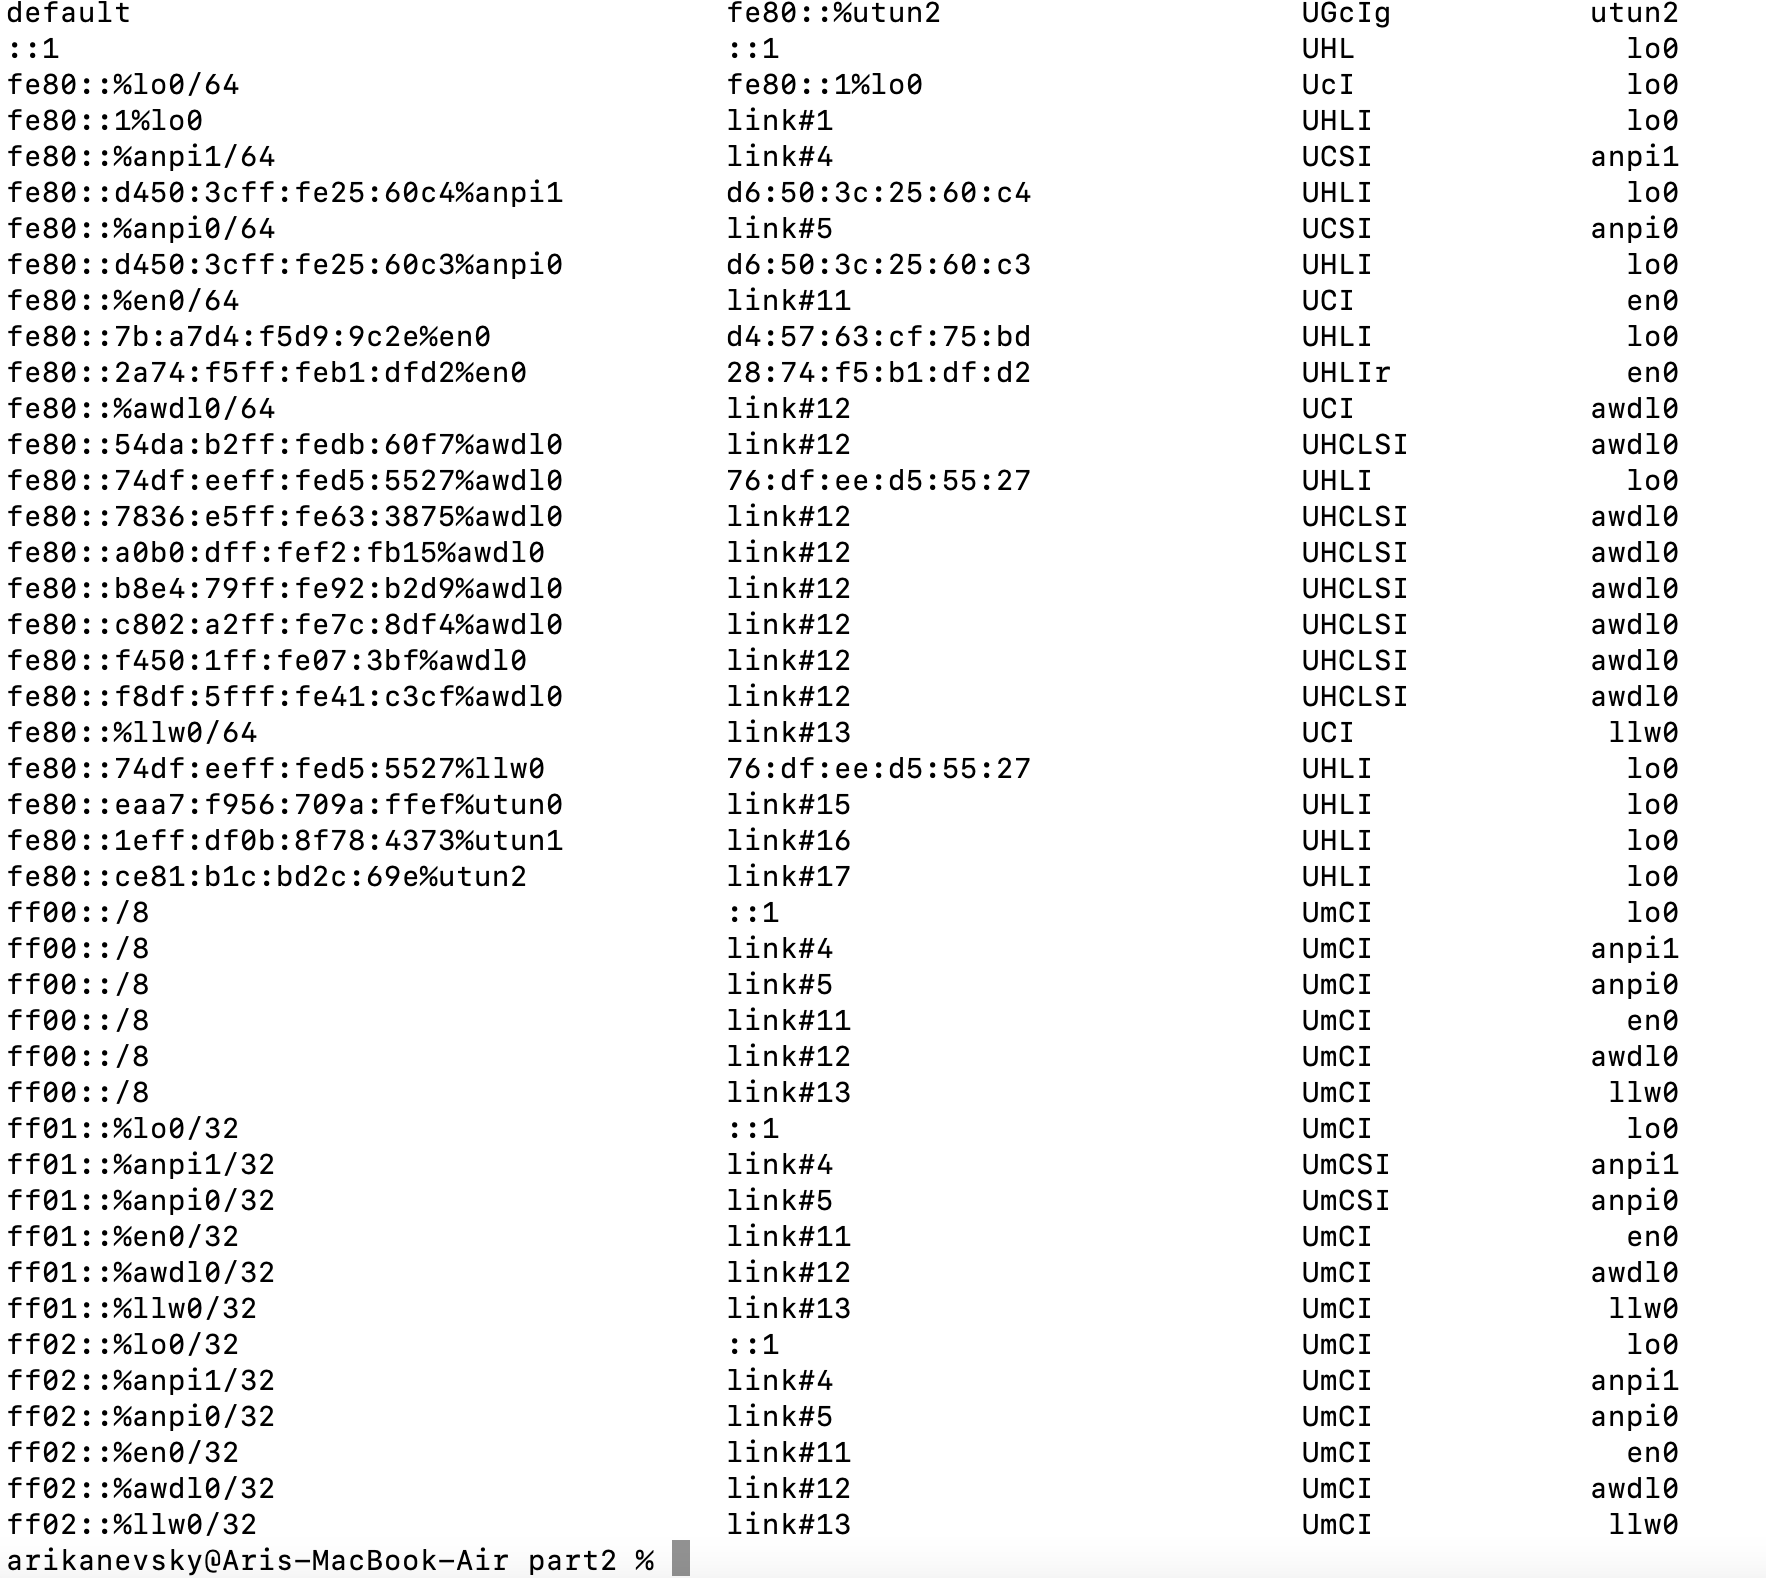 default fe80::%utun2 UGcIg utun2
::1 ::1 UHL lo0
fe80::%lo0/64 fe80::1%lo0 UcI lo0
fe80::1%lo0 link#1 UHLI lo0
fe80::%anpi1/64 link#4 UCSI anpi1
fe80::d450:3cff:fe25:60c4%anpi1 d6:50:3c:25:60:c4 UHLI lo0
fe80::%anpi0/64 link#5 UCSI anpi0
fe80::d450:3cff:fe25:60c3%anpi0 d6:50:3c:25:60:c3 UHLI lo0
fe80::%en0/64 link#11 UCI en0
fe80::7b:a7d4:f5d9:9c2e%en0 d4:57:63:cf:75:bd UHLI lo0
fe80::2a74:f5ff:feb1:dfd2%en0 28:74:f5:b1:df:d2 UHLIr en0
fe80::%awdl0/64 link#12 UCI awdl0
fe80::54da:b2ff:fedb:60f7%awdl0 link#12 UHCLSI awdl0
fe80::74df:eeff:fed5:5527%awdl0 76:df:ee:d5:55:27 UHLI lo0
fe80::7836:e5ff:fe63:3875%awdl0 link#12 UHCLSI awdl0
fe80::a0b0:dff:fef2:fb15%awdl0 link#12 UHCLSI awdl0
fe80::b8e4:79ff:fe92:b2d9%awdl0 link#12 UHCLSI awdl0
fe80::c802:a2ff:fe7c:8df4%awdl0 link#12 UHCLSI awdl0
fe80::f450:1ff:fe07:3bf%awdl0 link#12 UHCLSI awdl0
fe80::f8df:5fff:fe41:c3cf%awdl0 link#12 UHCLSI awdl0
fe80::%llw0/64 link#13 UCI llw0
fe80::74df:eeff:fed5:5527%llw0 76:df:ee:d5:55:27 UHLI lo0
fe80::eaa7:f956:709a:ffef%utun0 link#15 UHLI lo0
fe80::1eff:df0b:8f78:4373%utun1 link#16 UHLI lo0
fe80::ce81:b1c:bd2c:69e%utun2 link#17 UHLI lo0
ff00::/8 ::1 UmCI lo0
ff00::/8 link#4 UmCI anpi1
ff00::/8 link#5 UmCI anpi0
ff00::/8 link#11 UmCI en0
ff00::/8 link#12 UmCI awdl0
ff00::/8 link#13 UmCI llw0
ff01::%lo0/32 ::1 UmCI lo0
ff01::%anpi1/32 link#4 UmCSI anpi1
ff01::%anpi0/32 link#5 UmCSI anpi0
ff01::%en0/32 link#11 UmCI en0
ff01::%awdl0/32 link#12 UmCI awdl0
ff01::%llw0/32 link#13 UmCI llw0
ff02::%lo0/32 ::1 UmCI lo0
ff02::%anpi1/32 link#4 UmCI anpi1
ff02::%anpi0/32 link#5 UmCI anpi0
ff02::%en0/32 link#11 UmCI en0
ff02::%awdl0/32 link#12 UmCI awdl0
ff02::%llw0/32 link#13 UmCI llw0
arikanevsky@Aris-MacBook-Air part2 %